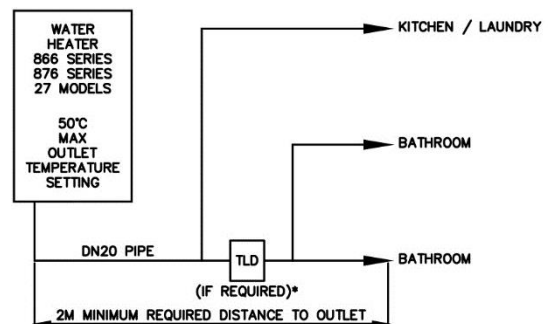 WATER
HEATER
866 SERIES
876 SERIES
27 MODELS
50°C
MAX
OUTLET
TEMPERATURE
SETTING
KITCHEN / LAUNDRY
BATHROOM
DN20 PIPE
TLD
BATHROOM
(IF REQUIRED)*
2M MINIMUM REQUIRED DISTANCE TO OUTLET